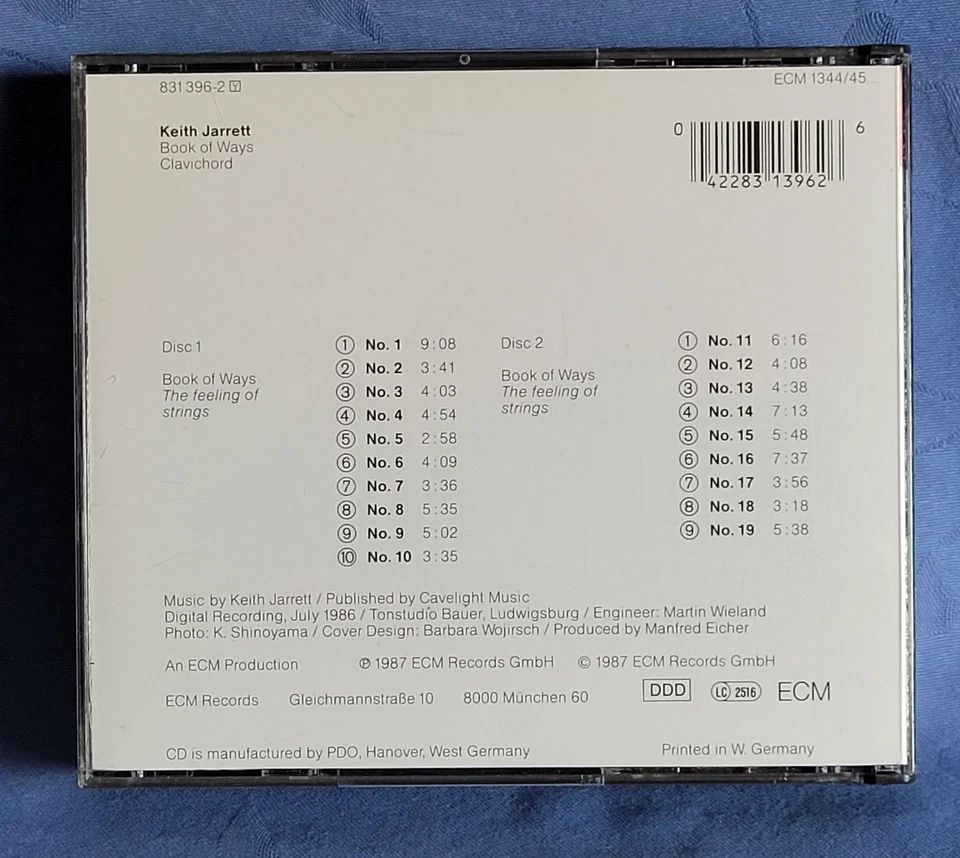 831 396-2 Y
ECM 1344/45
Keith Jarrett
Book of Ways
Clavichord
0 42283 13962 6
Disc 1
Book of Ways
The feeling of
strings
① No. 1 9:08
② No. 2 3:41
③ No. 3 4:03
④ No. 4 4:54
⑤ No. 5 2:58
⑥ No. 6 4:09
⑦ No. 7 3:36
⑧ No. 8 5:35
⑨ No. 9 5:02
⑩ No. 10 3:35
Disc 2
Book of Ways
The feeling of
strings
① No. 11 6:16
② No. 12 4:08
③ No. 13 4:38
④ No. 14 7:13
⑤ No. 15 5:48
⑥ No. 16 7:37
⑦ No. 17 3:56
⑧ No. 18 3:18
⑨ No. 19 5:38
Music by Keith Jarrett / Published by Cavelight Music
Digital Recording, July 1986 / Tonstudio Bauer, Ludwigsburg / Engineer: Martin Wieland
Photo: K. Shinoyama / Cover Design: Barbara Wojirsch / Produced by Manfred Eicher
An ECM Production ℗ 1987 ECM Records GmbH © 1987 ECM Records GmbH
ECM Records Gleichmannstraße 10 8000 München 60 DDD LC 2516 ECM
CD is manufactured by PDO, Hanover, West Germany
Printed in W. Germany